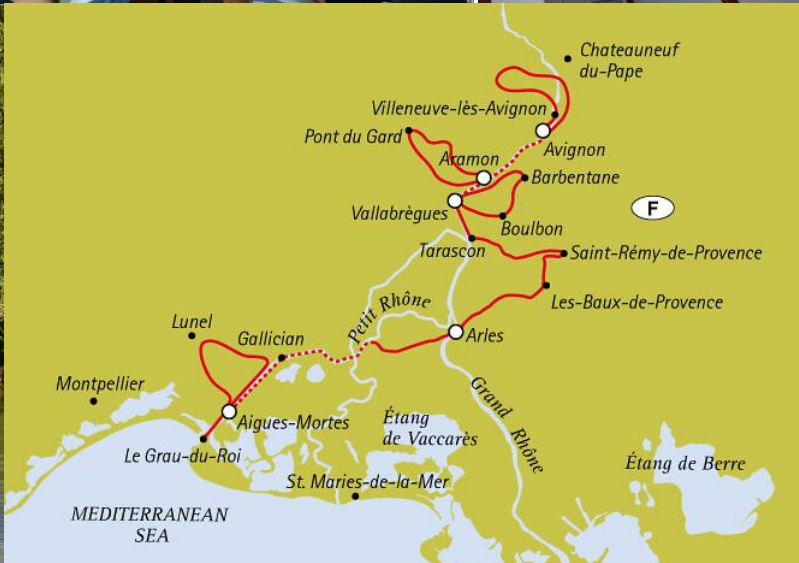 Chateauneuf
du-Pape
Villeneuve-lès-Avignon
Pont du Gard
Avignon
Aramon
Barbentane
Vallabrègues
F
Boulbon
Tarascon
Saint-Rémy-de-Provence
Les-Baux-de-Provence
Petit Rhône
Lunel
Gallician
Arles
Montpellier
Grand Rhône
Aigues-Mortes
Étang
de Vaccarès
Le Grau-du-Roi
Étang de Berre
St. Maries-de-la-Mer
MEDITERRANEAN
SEA